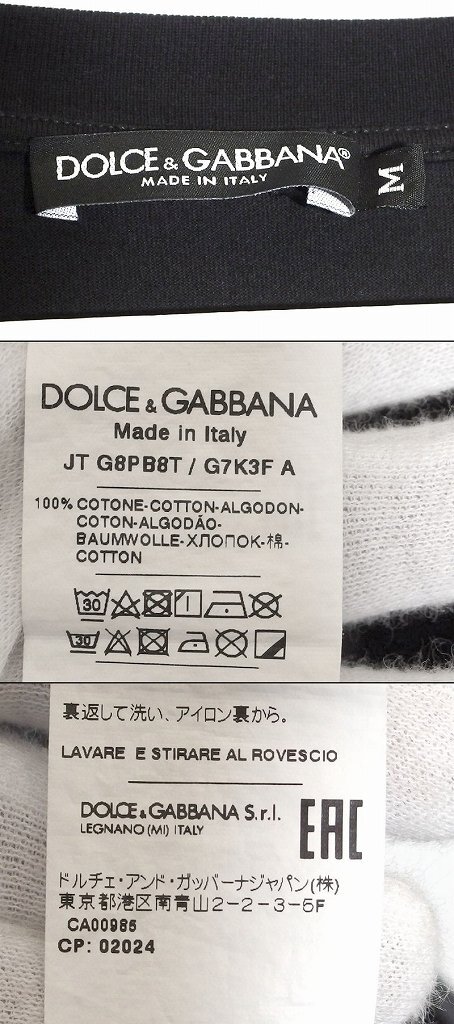 DOLCE & GABBANA®
MADE IN ITALY
M
DOLCE & GABBANA
Made in Italy
JT G8PB8T / G7K3F A
100% COTONE-COTTON-ALGODON-
COTON-ALGODÃO-
BAUMWOLLE-ХЛОПОК-棉-
COTTON
30
30
裏返して洗い、アイロン裏から。
LAVARE E STIRARE AL ROVESCIO
DOLCE & GABBANA S.r.l.
LEGNANO (MI) ITALY
EAC
ドルチェ・アンド・ガッバーナジャパン(株)
東京都港区南青山2-2-3-5F
CA00985
CP: 02024